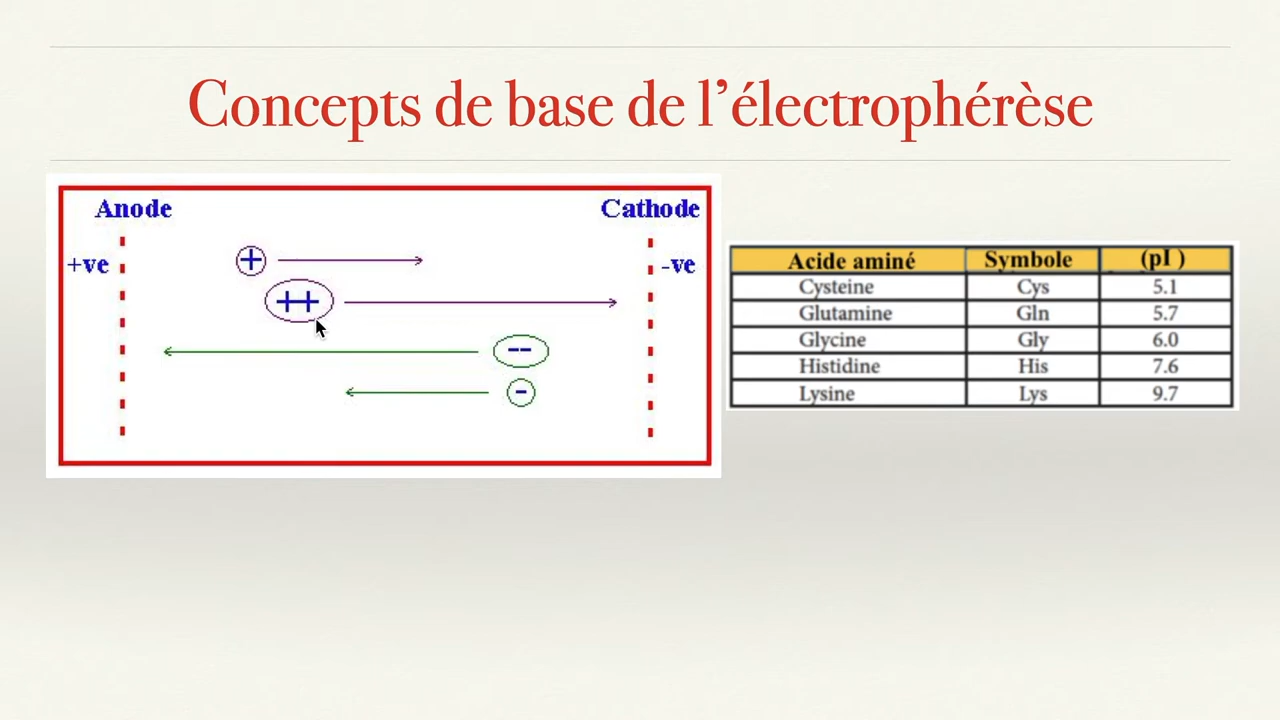 Concepts de base de l’électrophérèse
Anode
Cathode
+ve
+
-ve
++
--
-
Acide aminé Symbole (pI )
Cysteine Cys 5.1
Glutamine Gln 5.7
Glycine Gly 6.0
Histidine His 7.6
Lysine Lys 9.7